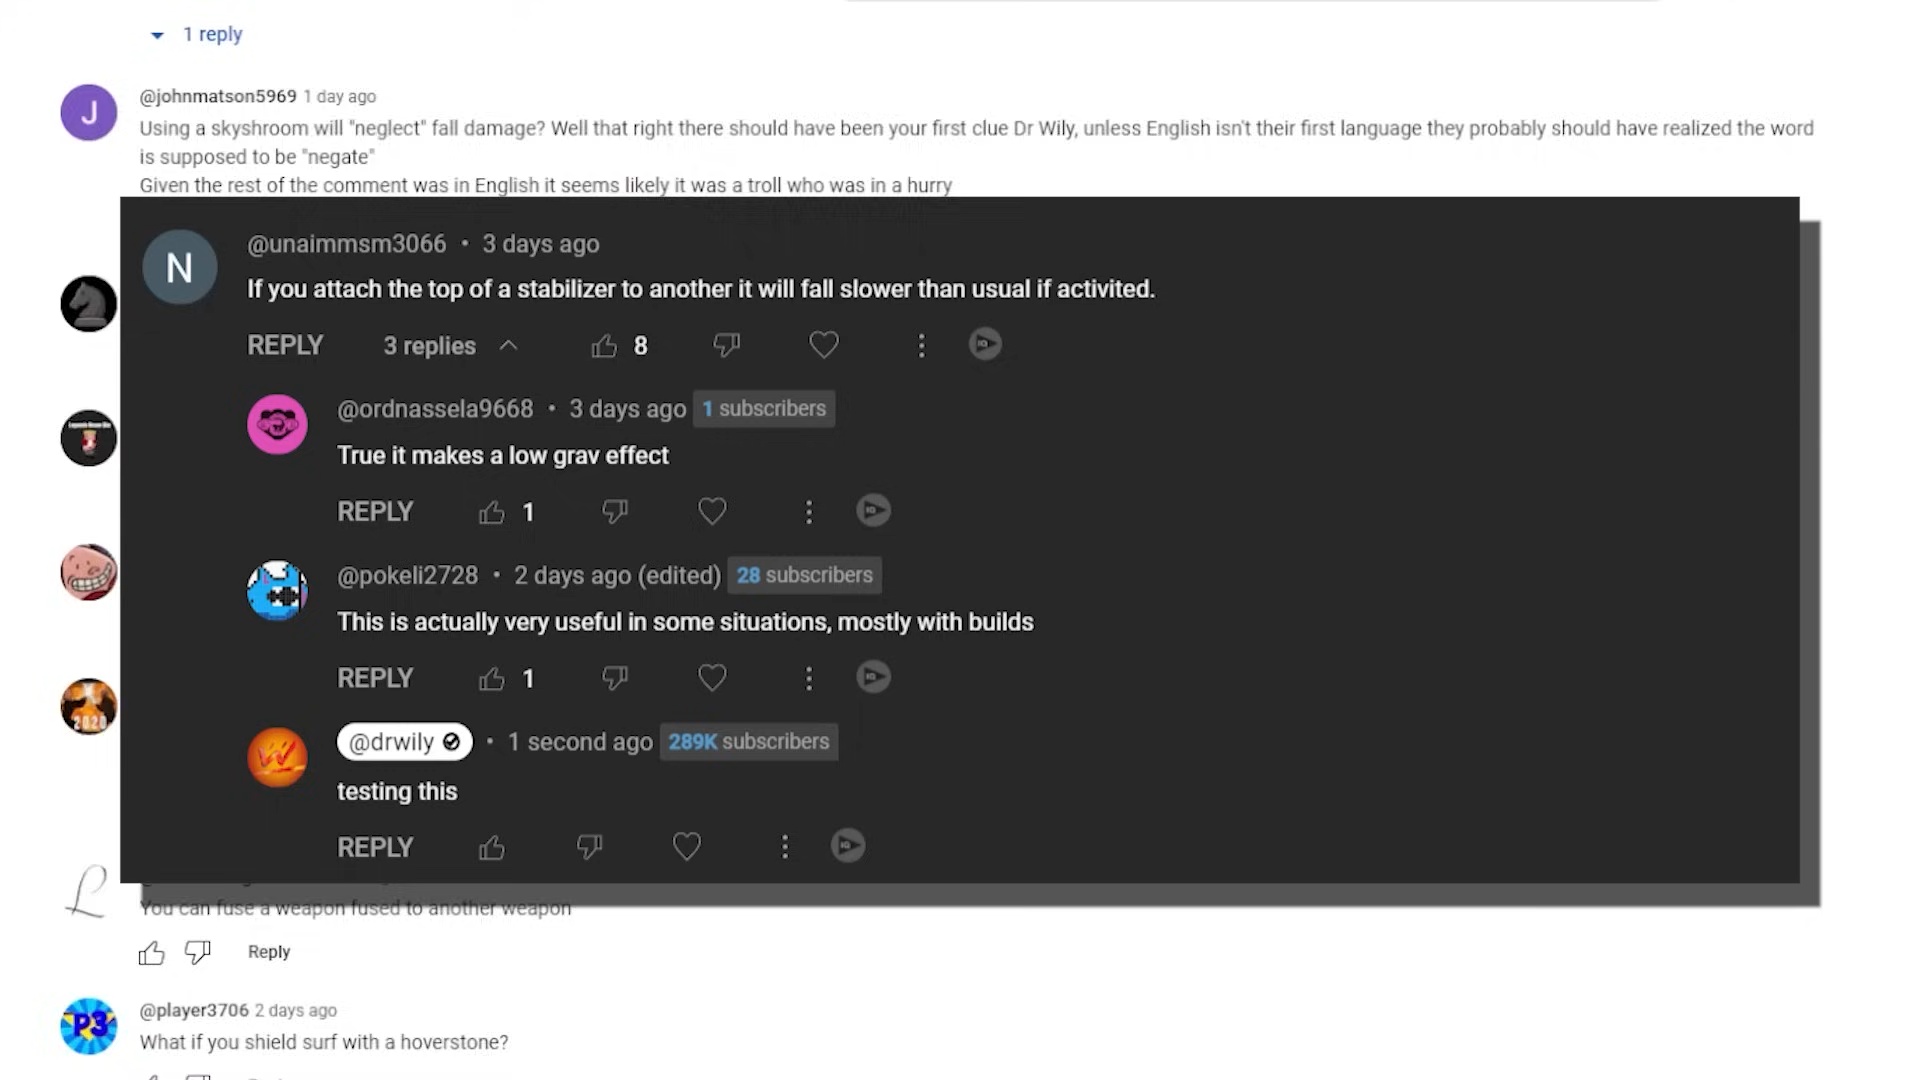 1 reply
J
@johnmatson5969 1 day ago
Using a skyshroom will "neglect" fall damage? Well that right there should have been your first clue Dr Wily, unless English isn't their first language they probably should have realized the word
is supposed to be "negate"
Given the rest of the comment was in English it seems likely it was a troll who was in a hurry
N
@unaimmsm3066 • 3 days ago
If you attach the top of a stabilizer to another it will fall slower than usual if activited.
REPLY 3 replies 8
@ordnassela9668 • 3 days ago 1 subscribers
True it makes a low grav effect
REPLY 1
@pokeli2728 • 2 days ago (edited) 28 subscribers
This is actually very useful in some situations, mostly with builds
REPLY 1
2020
W
@drwily • 1 second ago 289K subscribers
testing this
REPLY
L
You can fuse a weapon fused to another weapon
Reply
P3
@player3706 2 days ago
What if you shield surf with a hoverstone?